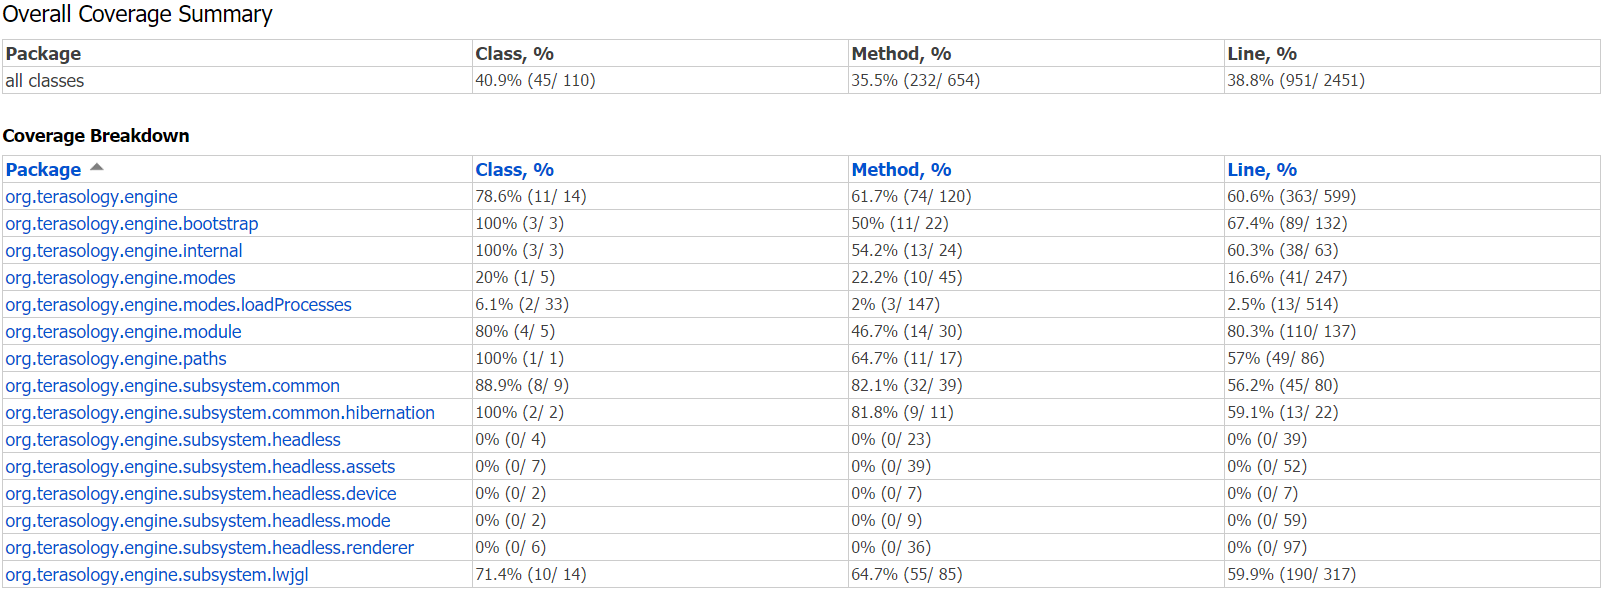 Overall Coverage Summary
Package Class, % Method, % Line, %
all classes 40.9% (45/ 110) 35.5% (232/ 654) 38.8% (951/ 2451)
Coverage Breakdown
Package Class, % Method, % Line, %
org.terasology.engine 78.6% (11/ 14) 61.7% (74/ 120) 60.6% (363/ 599)
org.terasology.engine.bootstrap 100% (3/ 3) 50% (11/ 22) 67.4% (89/ 132)
org.terasology.engine.internal 100% (3/ 3) 54.2% (13/ 24) 60.3% (38/ 63)
org.terasology.engine.modes 20% (1/ 5) 22.2% (10/ 45) 16.6% (41/ 247)
org.terasology.engine.modes.loadProcesses 6.1% (2/ 33) 2% (3/ 147) 2.5% (13/ 514)
org.terasology.engine.module 80% (4/ 5) 46.7% (14/ 30) 80.3% (110/ 137)
org.terasology.engine.paths 100% (1/ 1) 64.7% (11/ 17) 57% (49/ 86)
org.terasology.engine.subsystem.common 88.9% (8/ 9) 82.1% (32/ 39) 56.2% (45/ 80)
org.terasology.engine.subsystem.common.hibernation 100% (2/ 2) 81.8% (9/ 11) 59.1% (13/ 22)
org.terasology.engine.subsystem.headless 0% (0/ 4) 0% (0/ 23) 0% (0/ 39)
org.terasology.engine.subsystem.headless.assets 0% (0/ 7) 0% (0/ 39) 0% (0/ 52)
org.terasology.engine.subsystem.headless.device 0% (0/ 2) 0% (0/ 7) 0% (0/ 7)
org.terasology.engine.subsystem.headless.mode 0% (0/ 2) 0% (0/ 9) 0% (0/ 59)
org.terasology.engine.subsystem.headless.renderer 0% (0/ 6) 0% (0/ 36) 0% (0/ 97)
org.terasology.engine.subsystem.lwjgl 71.4% (10/ 14) 64.7% (55/ 85) 59.9% (190/ 317)